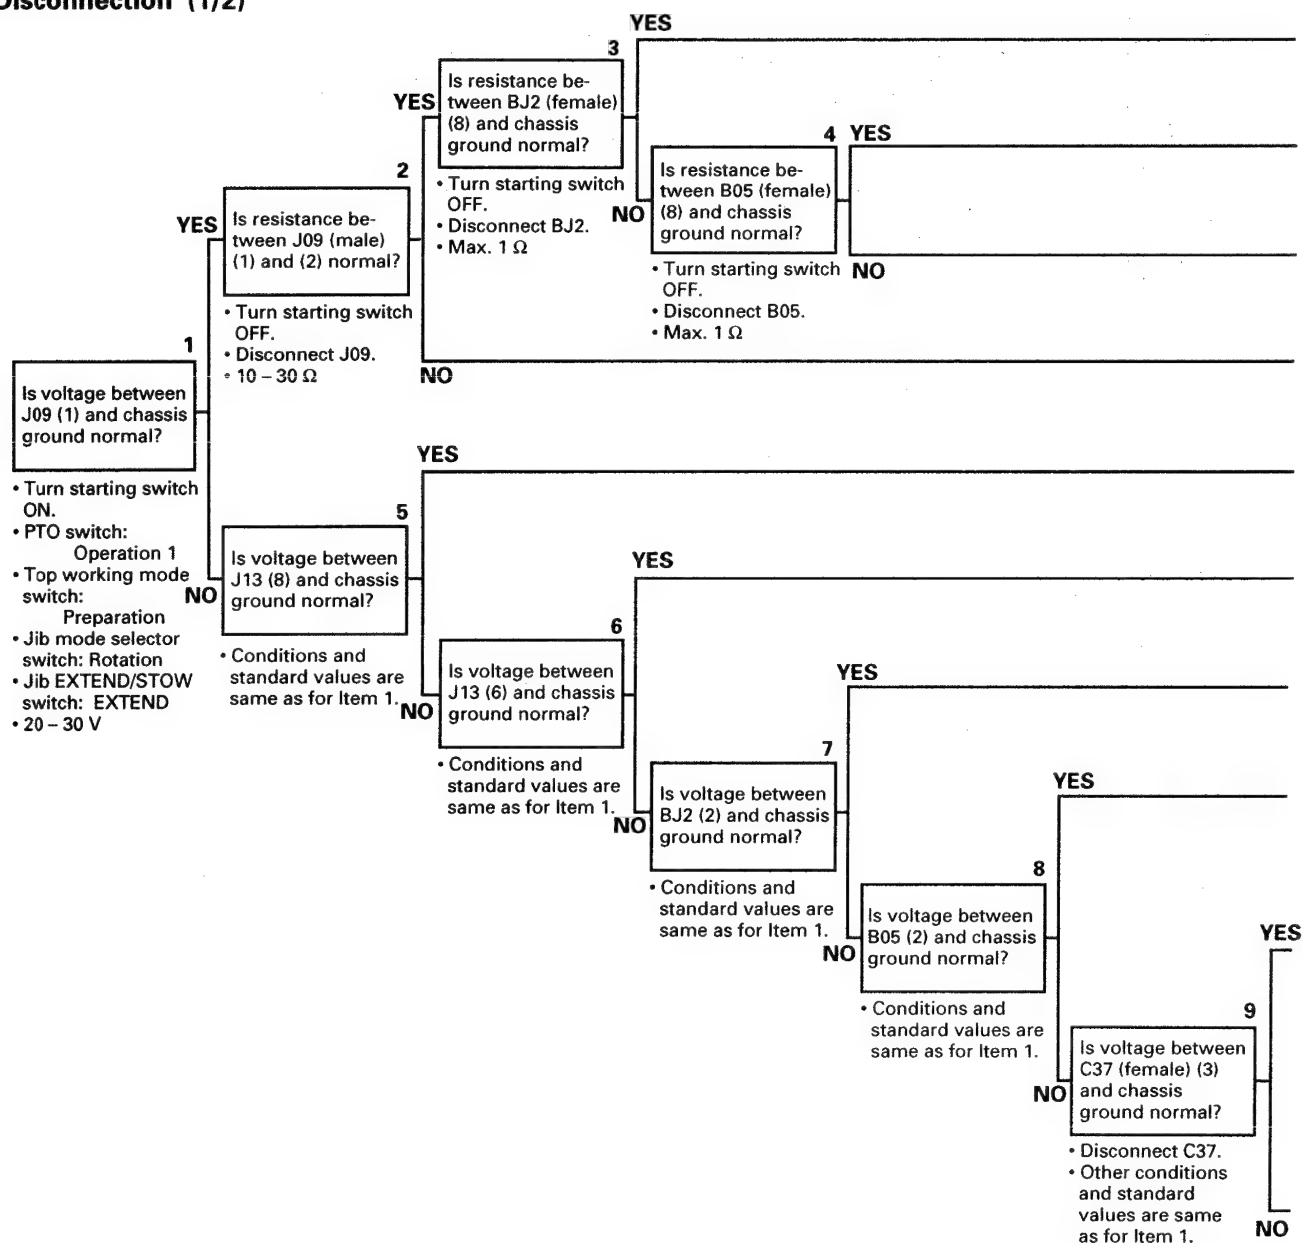 Disconnection (1/2)
YES
3
Is resistance be-
tween BJ2 (female)
(8) and chassis
ground normal?
YES
• Turn starting switch
OFF.
• Disconnect BJ2.
• Max. 1 Ω
NO
4
YES
Is resistance be-
tween B05 (female)
(8) and chassis
ground normal?
• Turn starting switch
OFF.
• Disconnect B05.
• Max. 1 Ω
NO
2
YES
Is resistance be-
tween J09 (male)
(1) and (2) normal?
• Turn starting switch
OFF.
• Disconnect J09.
• 10 – 30 Ω
NO
1
Is voltage between
J09 (1) and chassis
ground normal?
• Turn starting switch
ON.
• PTO switch:
Operation 1
• Top working mode
switch:
Preparation
• Jib mode selector
switch: Rotation
• Jib EXTEND/STOW
switch: EXTEND
• 20 – 30 V
NO
YES
5
Is voltage between
J13 (8) and chassis
ground normal?
• Conditions and
standard values are
same as for Item 1.
NO
YES
6
Is voltage between
J13 (6) and chassis
ground normal?
• Conditions and
standard values are
same as for Item 1.
NO
YES
7
Is voltage between
BJ2 (2) and chassis
ground normal?
• Conditions and
standard values are
same as for Item 1.
NO
YES
8
Is voltage between
B05 (2) and chassis
ground normal?
• Conditions and
standard values are
same as for Item 1.
NO
YES
9
Is voltage between
C37 (female) (3)
and chassis
ground normal?
• Disconnect C37.
• Other conditions
and standard
values are same
as for Item 1.
NO